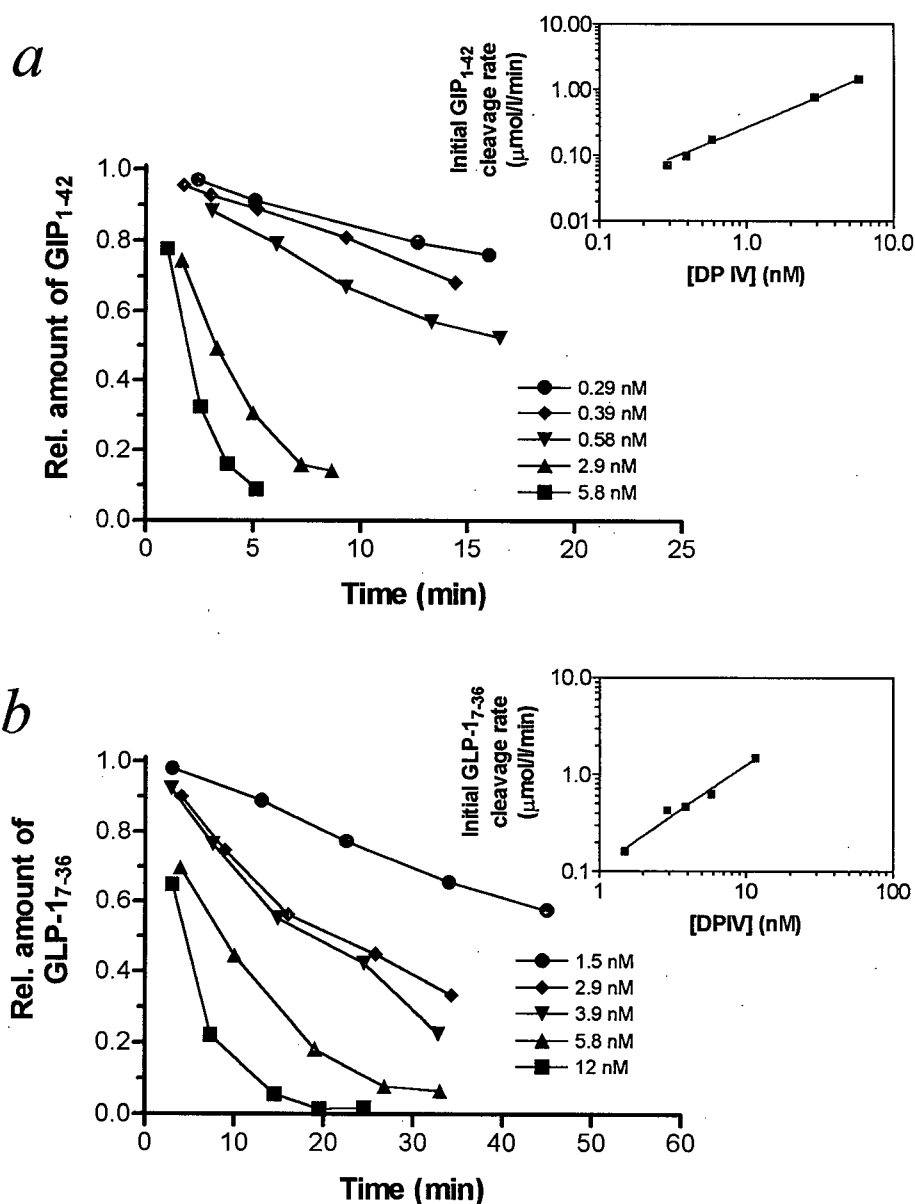 a
Initial GIP1-42
cleavage rate
(µmol/l/min)
10.00
1.00
0.10
0.01
0.1 1.0 10.0
[DP IV] (nM)
Rel. amount of GIP1-42
1.0
0.8
0.6
0.4
0.2
0.0
0.29 nM
0.39 nM
0.58 nM
2.9 nM
5.8 nM
0 5 10 15 20 25
Time (min)
b
Initial GLP-17-36
cleavage rate
(µmol/l/min)
10.0
1.0
0.1
1 10 100
[DPIV] (nM)
Rel. amount of
GLP-17-36
1.0
0.8
0.6
0.4
0.2
0.0
1.5 nM
2.9 nM
3.9 nM
5.8 nM
12 nM
0 10 20 30 40 50 60
Time (min)